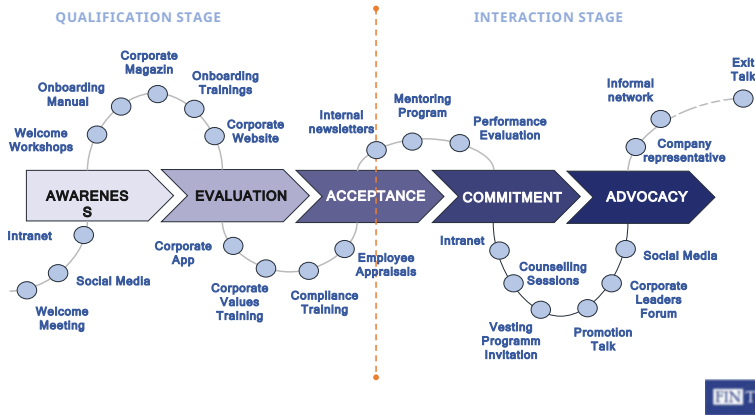 QUALIFICATION STAGE
INTERACTION STAGE
Corporate
Magazin
Onboarding
Manual
Onboarding
Trainings
Welcome
Workshops
Corporate
Website
Internal
newsletters
Mentoring
Program
Performance
Evaluation
Informal
network
Exit
Talk
Company
representative
AWARENES
S
EVALUATION
ACCEPTANCE
COMMITMENT
ADVOCACY
Intranet
Social Media
Welcome
Meeting
Corporate
App
Corporate
Values
Training
Compliance
Training
Employee
Appraisals
Intranet
Counselling
Sessions
Vesting
Programm
Invitation
Promotion
Talk
Corporate
Leaders
Forum
Social Media
FIN